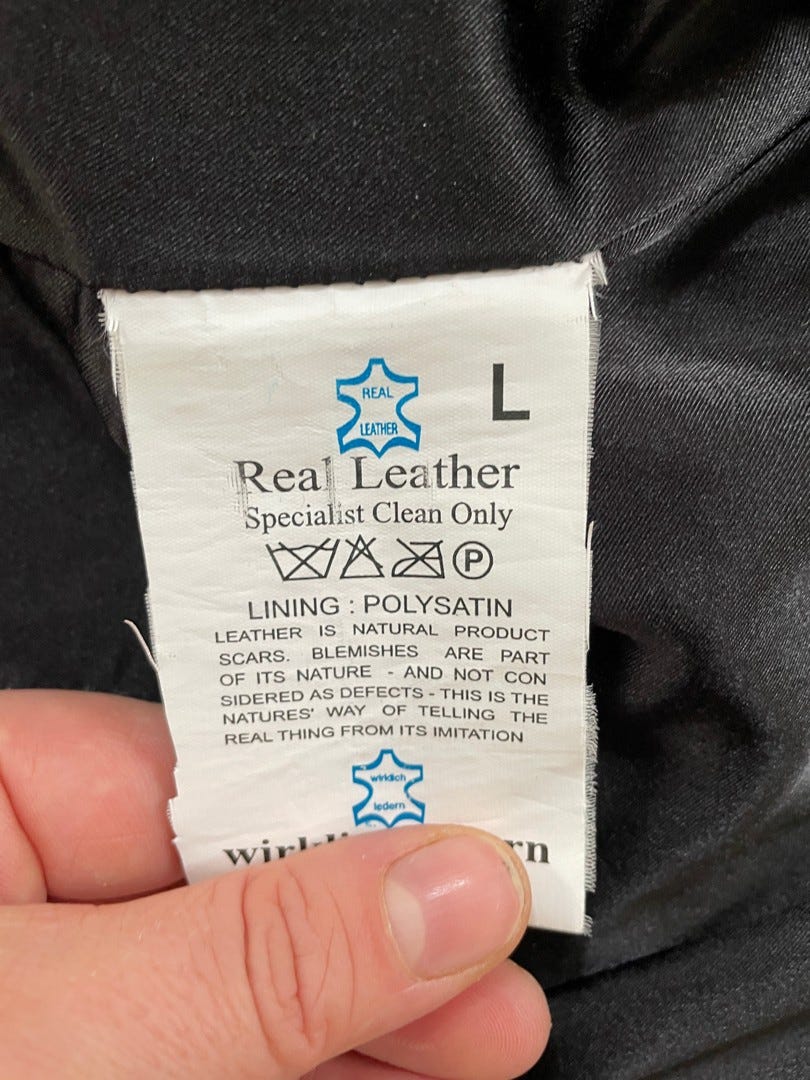 REAL
LEATHER
L
Real Leather
Specialist Clean Only
P
LINING : POLYSATIN
LEATHER IS NATURAL PRODUCT
SCARS. BLEMISHES ARE PART
OF ITS NATURE - AND NOT CON
SIDERED AS DEFECTS - THIS IS THE
NATURES' WAY OF TELLING THE
REAL THING FROM ITS IMITATION
wirklich
ledern